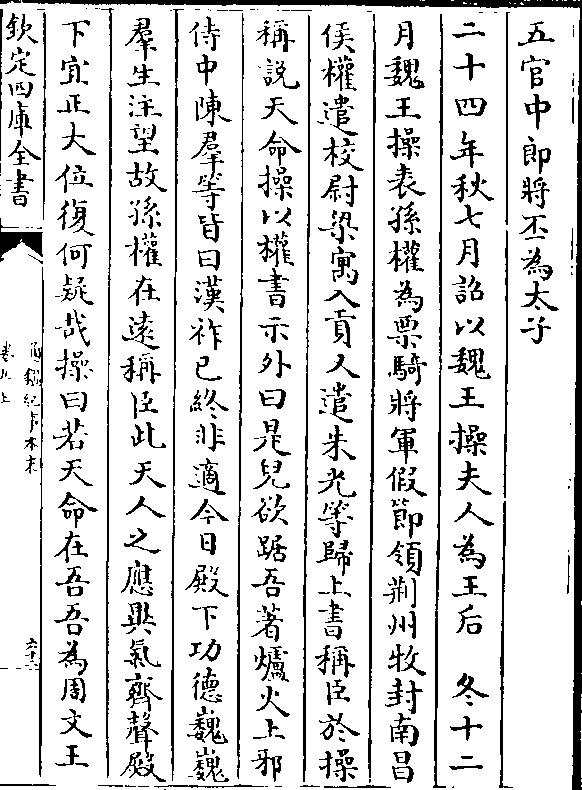 五官中郎將丕為太子
二十四年秋七月詔以魏王操夫人為王后　冬十二
月魏王操表孫權為票騎將軍假節領荆州牧封南昌
侯權遣校尉梁寓入貢又遣朱光等歸上書稱臣於操
稱説天命操以權書示外曰是兒欲踞吾著爐火上邪
侍中陳羣等皆曰漢祚已終非適今日殿下功德巍巍
羣生注望故孫權在逺稱臣此天人之應異氣齊聲殿
下宜正大位復何疑哉操曰若天命在吾吾為周文王
欽定四庫全書
通鑑紀事本末
卷九上
六十三